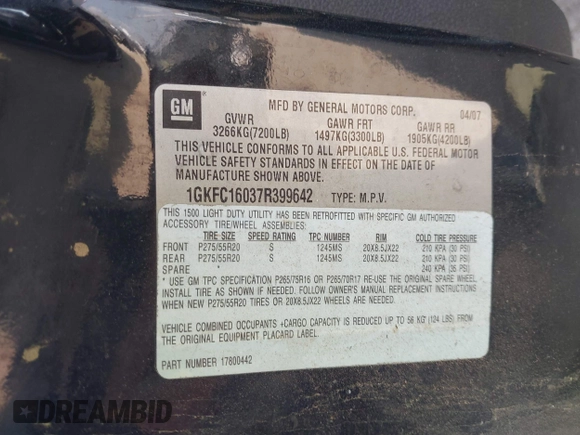 GM
MFD BY GENERAL MOTORS CORP. 04/07
GVWR GAWR FRT GAWR RR
3266KG(7200LB) 1497KG(3300LB) 1905KG(4200LB)
THIS VEHICLE CONFORMS TO ALL APPLICABLE U.S. FEDERAL MOTOR
VEHICLE SAFETY STANDARDS IN EFFECT ON THE DATE OF
MANUFACTURE SHOWN ABOVE.
1GKFC16037R399642 TYPE: M.P.V.
THIS 1500 LIGHT DUTY UTILITY HAS BEEN RETROFITTED WITH SPECIFIC GM AUTHORIZED
ACCESSORY TIRE/WHEEL ASSEMBLIES:
TIRE SIZE SPEED RATING TPC NUMBER RIM COLD TIRE PRESSURE
FRONT P275/55R20 S 1245MS 20X8.5JX22 210 KPA (30 PSI)
REAR P275/55R20 S 1245MS 20X8.5JX22 210 KPA (30 PSI)
SPARE * 240 KPA (35 PSI)
* USE GM TPC SPECIFICATION P265/75R16 OR P265/70R17 RE-USE THE ORIGINAL SPARE WHEEL.
INSTALL TIRE AS NEEDED. FOLLOW OWNER'S MANUAL REPLACEMENT INSTRUCTIONS
WHEN NEW P275/55R20 TIRES OR 20X8.5JX22 WHEELS ARE NEEDED.
VEHICLE COMBINED OCCUPANTS +CARGO CAPACITY IS REDUCED UP TO 56 KG (124 LBS) FROM
THE ORIGINAL EQUIPMENT PLACARD LABEL.
PART NUMBER 17800442
DREAMBID